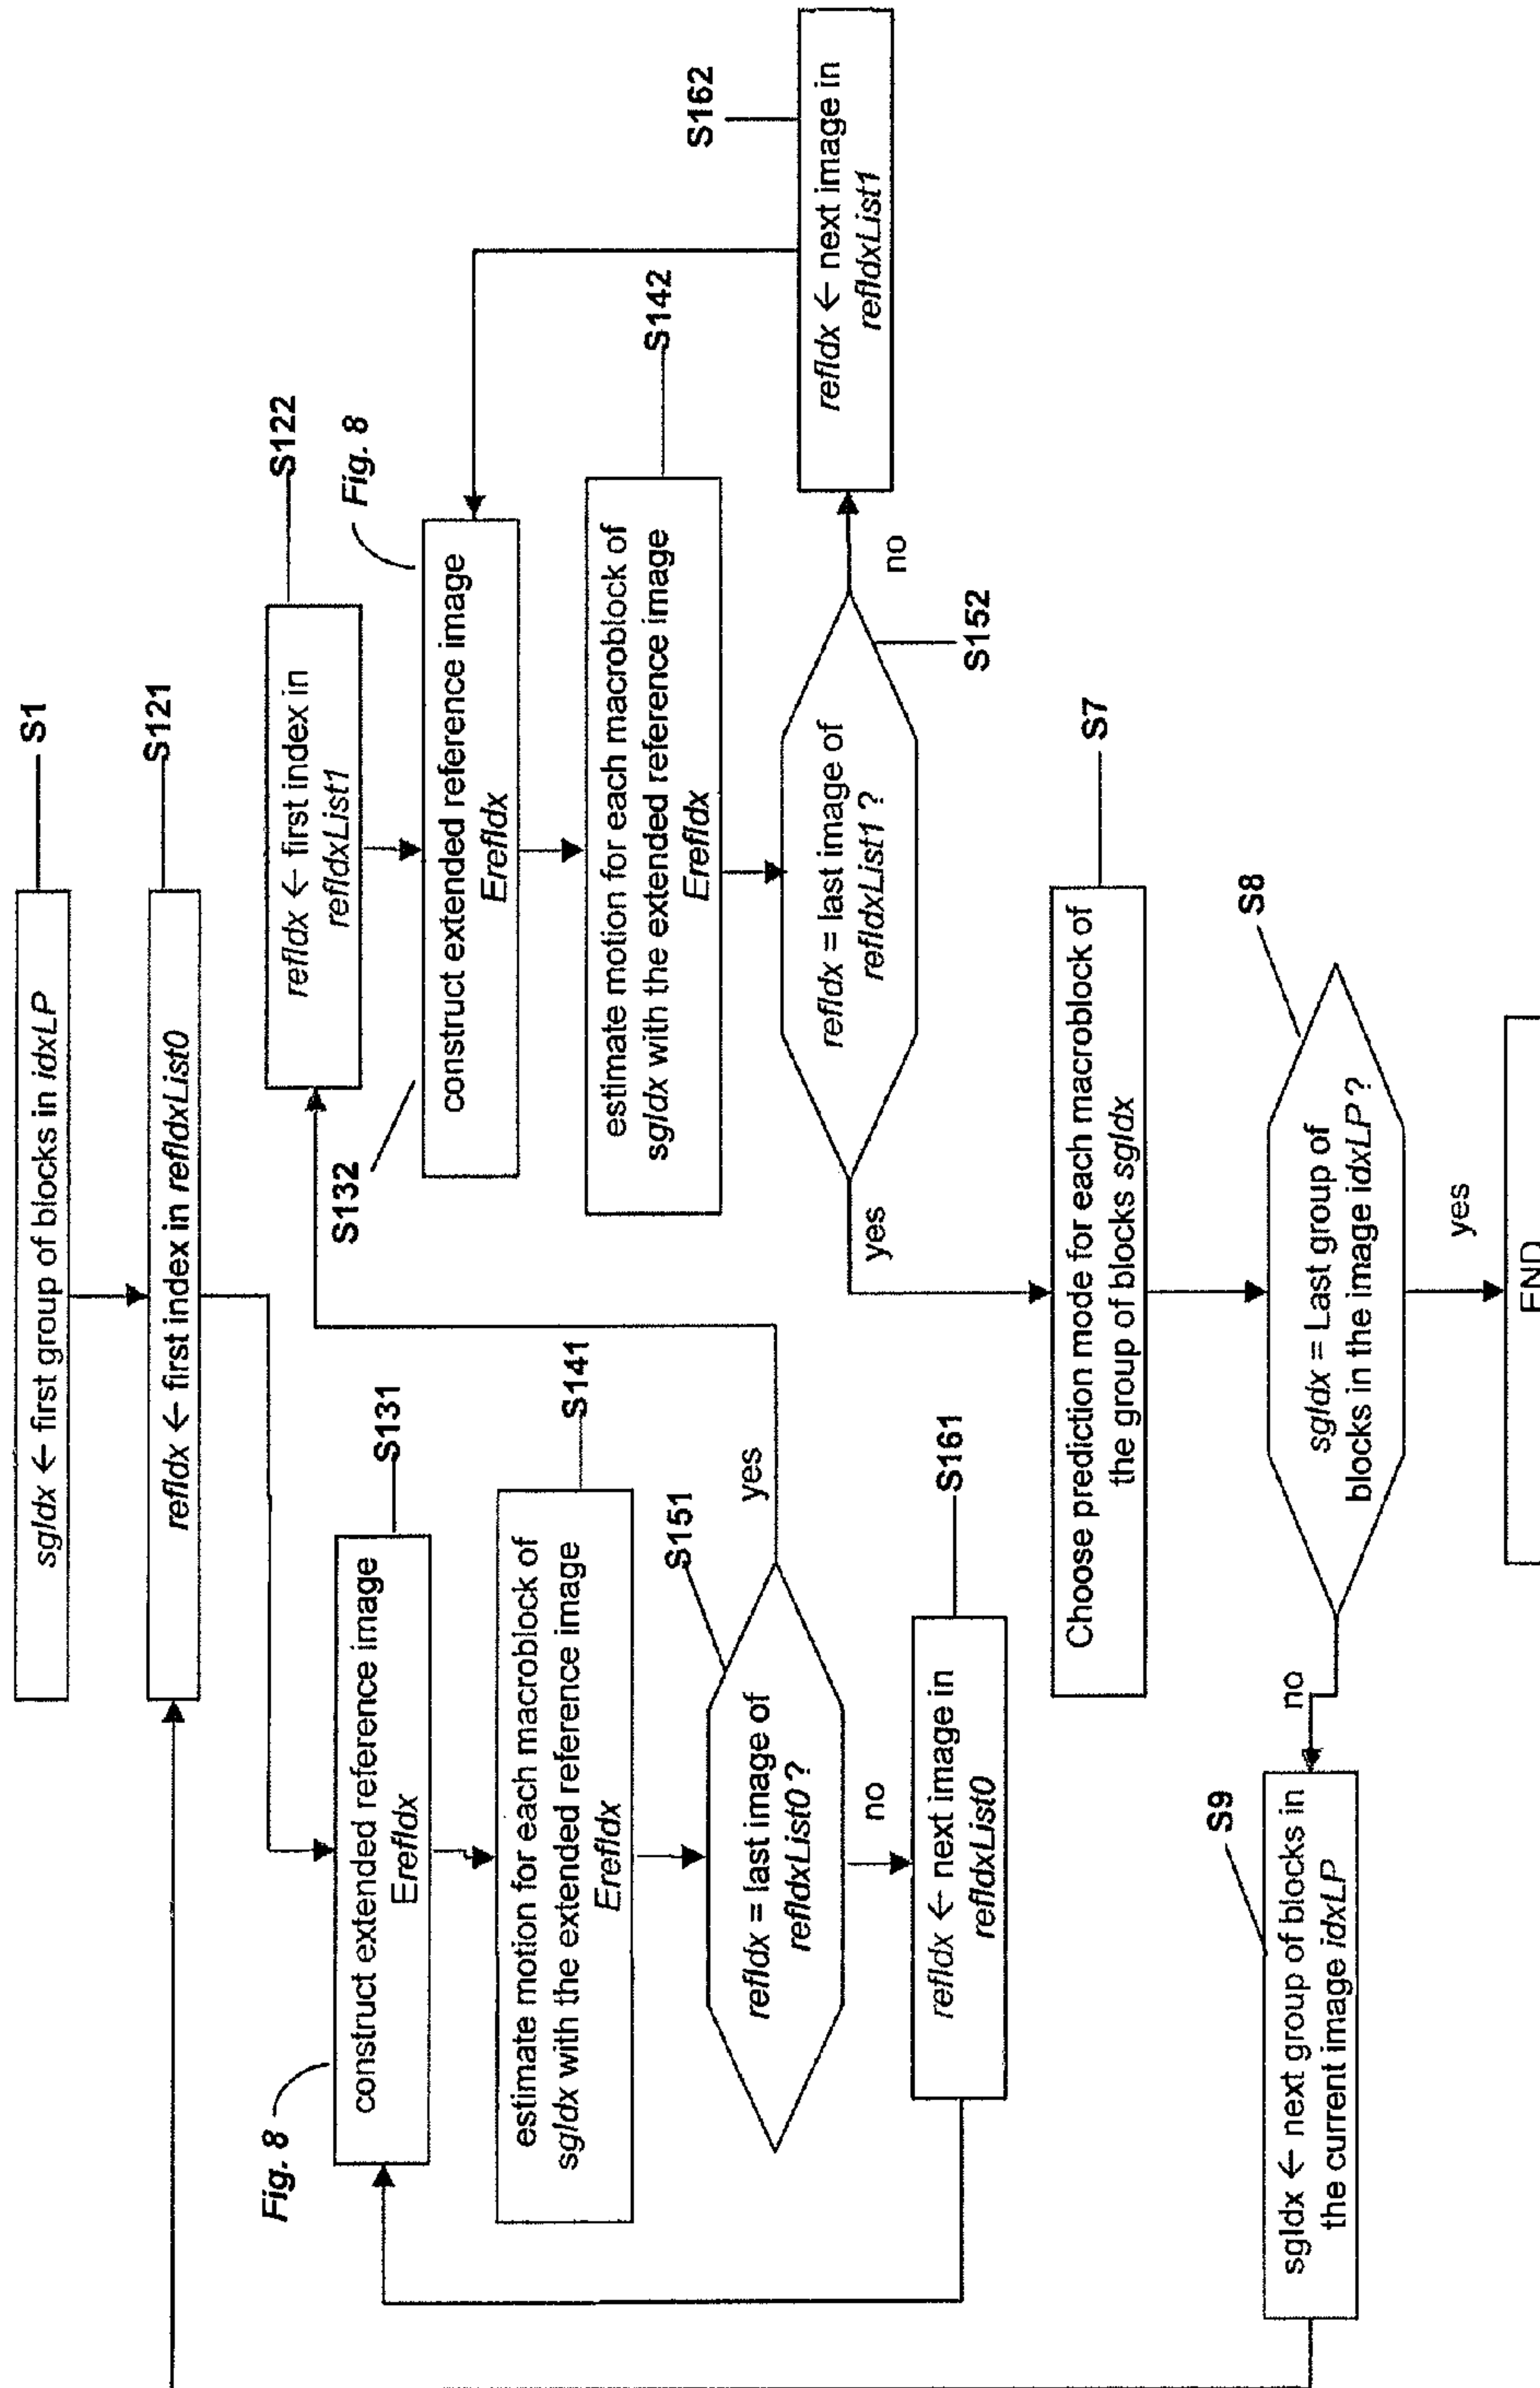 sgIdx ← first group of blocks in idxLP
S1
refIdx ← first index in refIdxList0
S121
Fig. 8
construct extended reference image
ErefIdx
S131
estimate motion for each macroblock of
sgIdx with the extended reference image
ErefIdx
S141
refIdx = last image of
refIdxList0 ?
S151
yes
no
refIdx ← next image in
refIdxList0
S161
refIdx ← first index in
refIdxList1
S122
Fig. 8
S132
construct extended reference image
ErefIdx
estimate motion for each macroblock of
sgIdx with the extended reference image
ErefIdx
S142
refIdx = last image of
refIdxList1 ?
S152
yes
no
refIdx ← next image in
refIdxList1
S162
Choose prediction mode for each macroblock of
the group of blocks sgIdx
S7
sgIdx = Last group of
blocks in the image idxLP ?
S8
no
yes
sgIdx ← next group of blocks in
the current image idxLP
S9
END